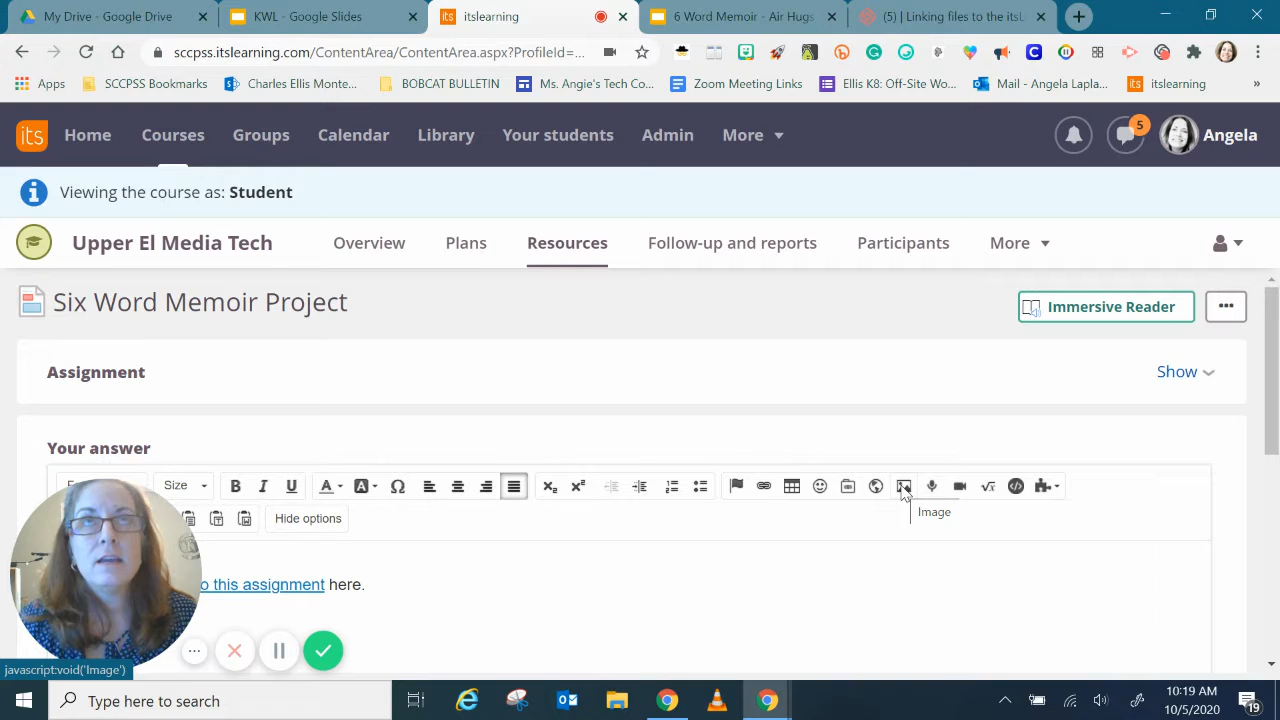 My Drive - Google Drive
KWL - Google Slides
itslearning
6 Word Memoir - Air Hugs
(5) | Linking files to the its
sccpss.itslearning.com/ContentArea/ContentArea.aspx?ProfileId=...
Apps
SCCPSS Bookmarks
Charles Ellis Monte...
BOBCAT BULLETIN
Ms. Angie's Tech Co...
Zoom Meeting Links
Ellis K8: Off-Site Wo...
Mail - Angela Lapla...
itslearning
»
its
Home
Courses
Groups
Calendar
Library
Your students
Admin
More
5
Angela
Viewing the course as: Student
Upper El Media Tech
Overview
Plans
Resources
Follow-up and reports
Participants
More
Six Word Memoir Project
Immersive Reader
...
Assignment
Show
Your answer
Size
B I U
Image
Hide options
o this assignment here.
javascript:void('Image')
Type here to search
10:19 AM
10/5/2020
19